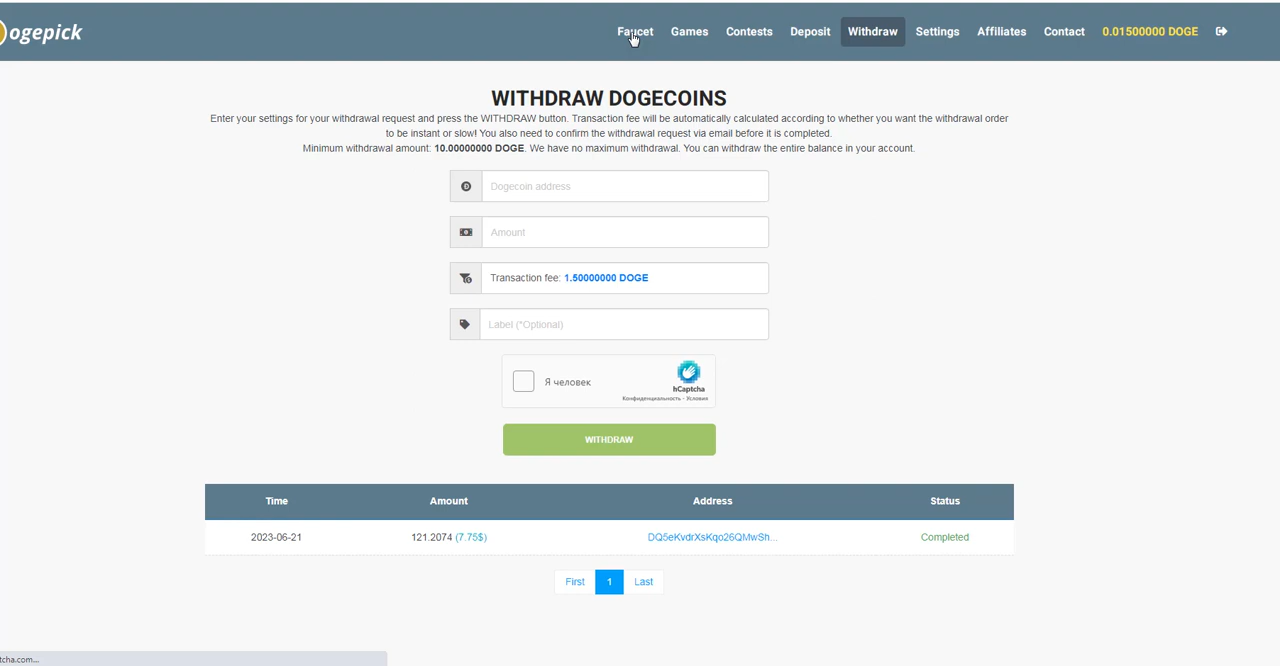 ogepick
Faucet Games Contests Deposit Withdraw Settings Affiliates Contact 0.01500000 DOGE
WITHDRAW DOGECOINS
Enter your settings for your withdrawal request and press the WITHDRAW button. Transaction fee will be automatically calculated according to whether you want the withdrawal order
to be instant or slow! You also need to confirm the withdrawal request via email before it is completed.
Minimum withdrawal amount: 10.00000000 DOGE. We have no maximum withdrawal. You can withdraw the entire balance in your account.
Dogecoin address
Amount
Transaction fee: 1.50000000 DOGE
Label (*Optional)
Я человек
hCaptcha
Конфиденциальность - Условия
WITHDRAW
Time Amount Address Status
2023-06-21 121.2074 (7.75$) DQ5eKvdrXsKqo26QMwSh... Completed
First 1 Last
tcha.com...